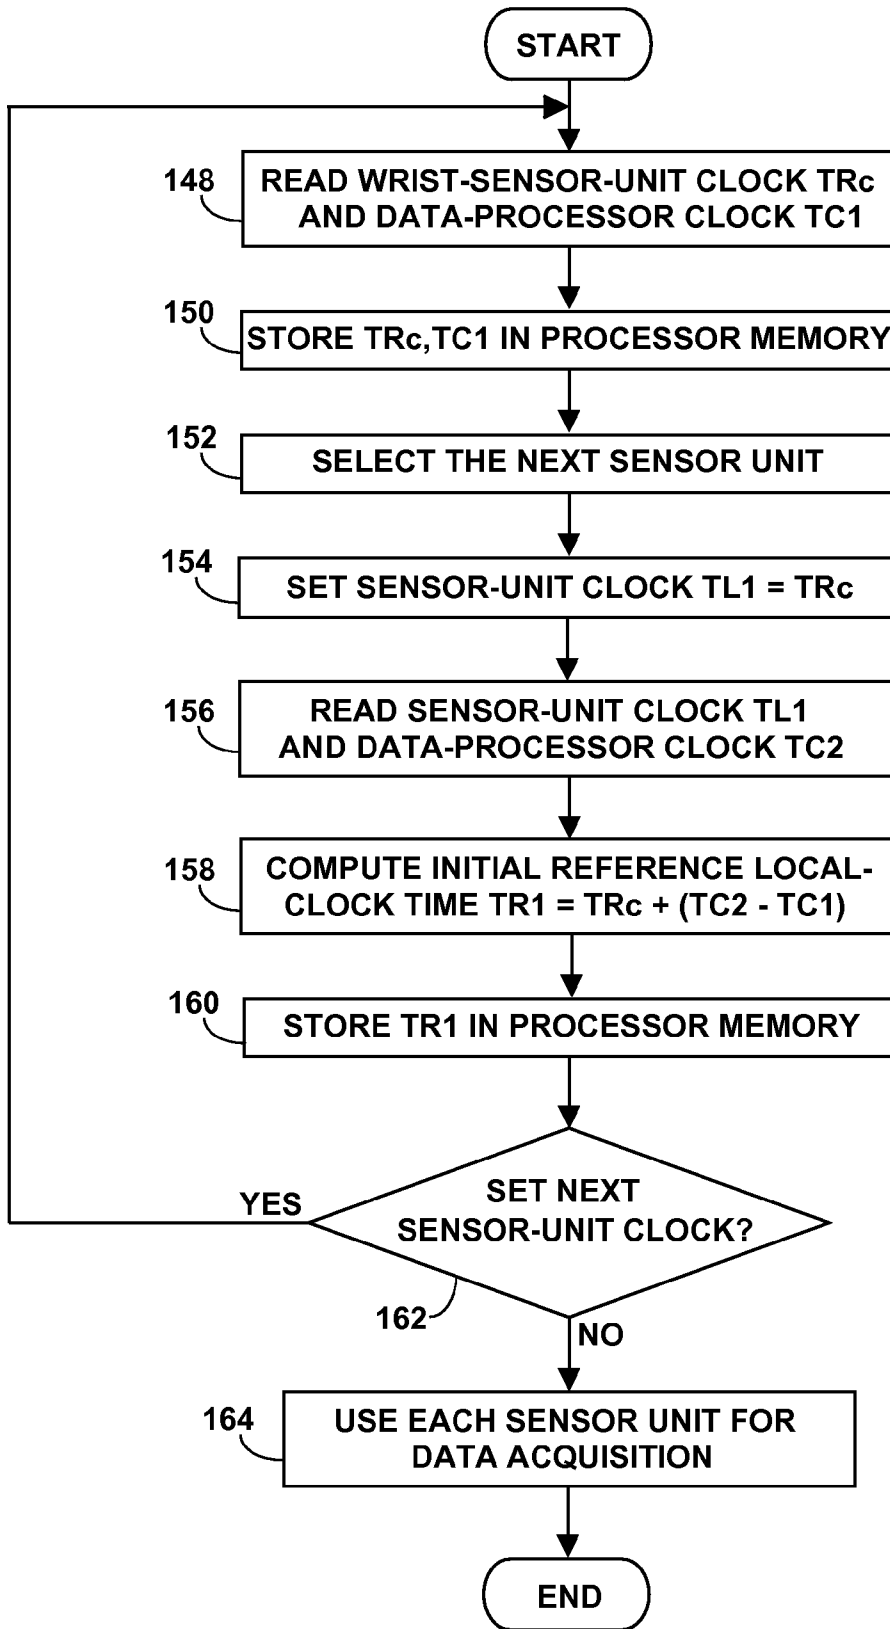 START
148
READ WRIST-SENSOR-UNIT CLOCK TRc
AND DATA-PROCESSOR CLOCK TC1
150
STORE TRc,TC1 IN PROCESSOR MEMORY
152
SELECT THE NEXT SENSOR UNIT
154
SET SENSOR-UNIT CLOCK TL1 = TRc
156
READ SENSOR-UNIT CLOCK TL1
AND DATA-PROCESSOR CLOCK TC2
158
COMPUTE INITIAL REFERENCE LOCAL-
CLOCK TIME TR1 = TRc + (TC2 - TC1)
160
STORE TR1 IN PROCESSOR MEMORY
YES
SET NEXT
SENSOR-UNIT CLOCK?
162
NO
164
USE EACH SENSOR UNIT FOR
DATA ACQUISITION
END